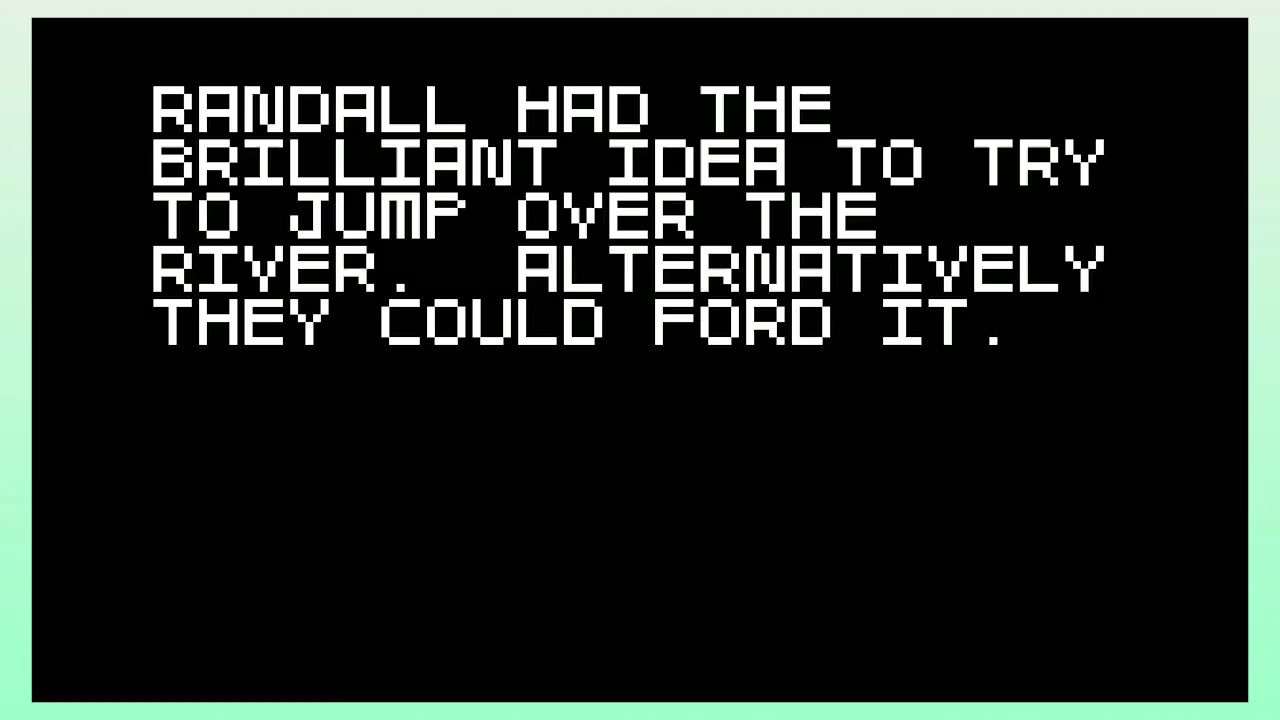 RANDALL HAD THE
BRILLIANT IDEA TO TRY
TO JUMP OVER THE
RIVER.  ALTERNATIVELY
THEY COULD FORD IT.